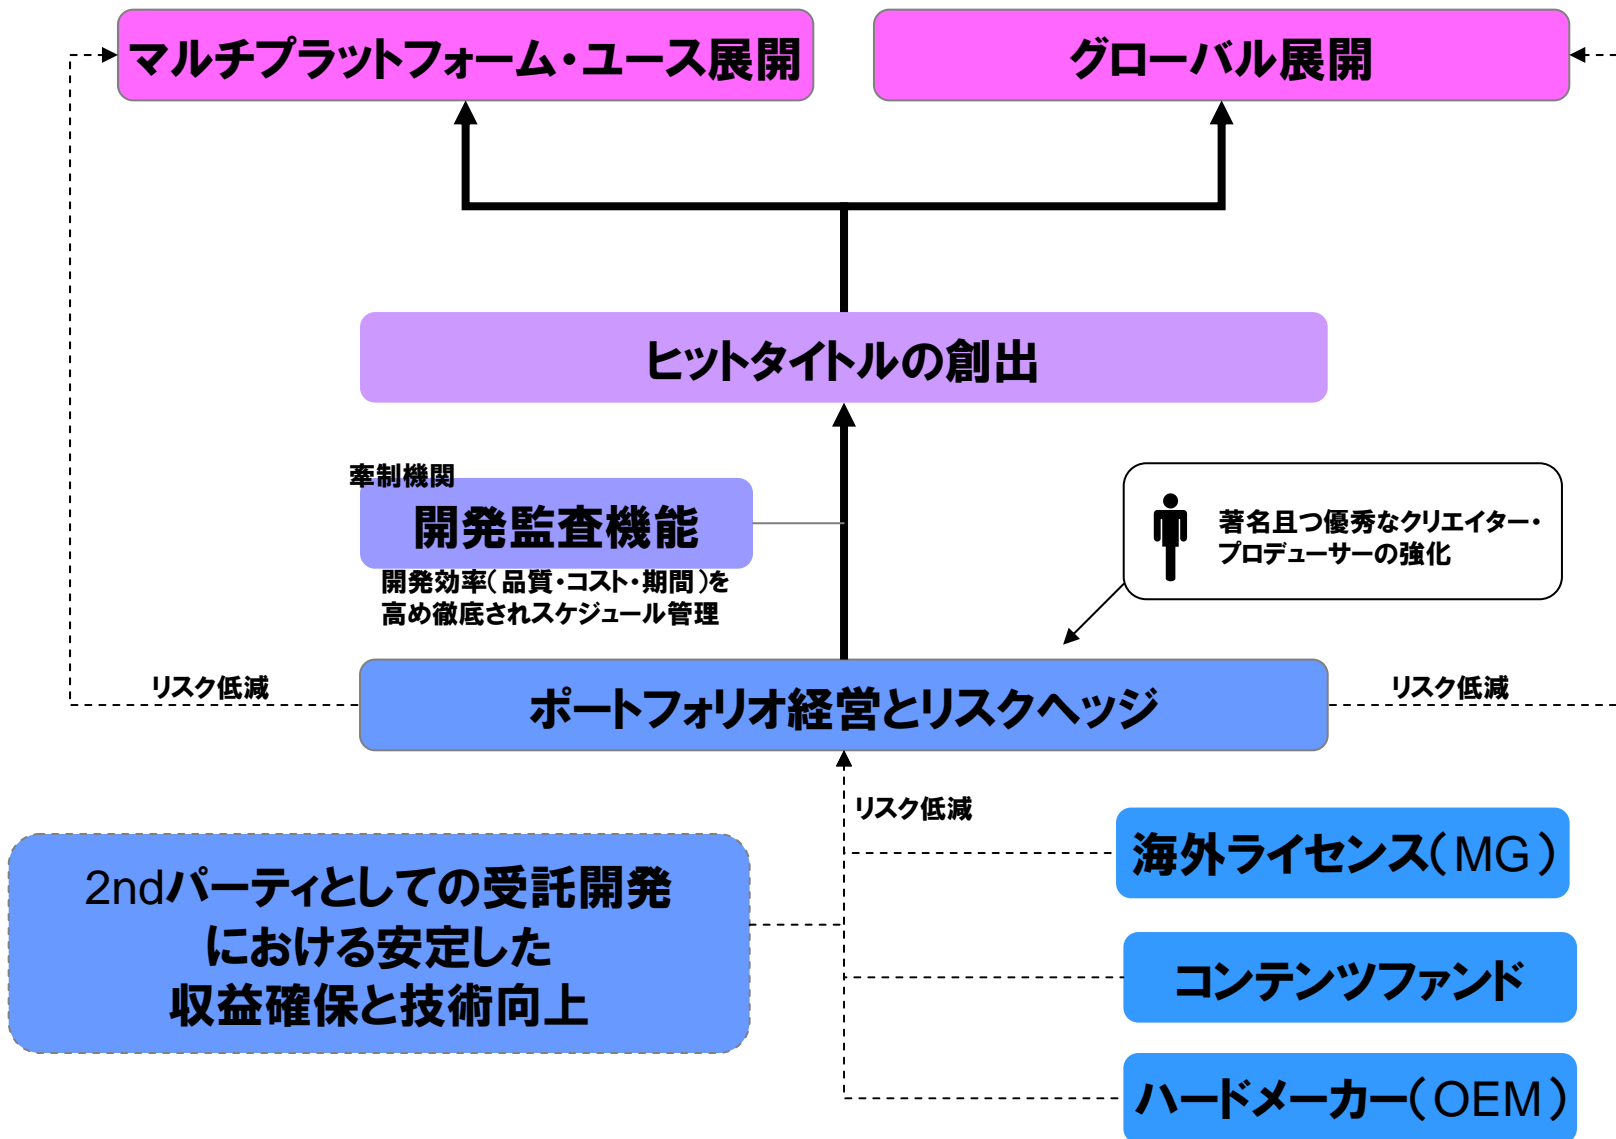 マルチプラットフォーム・ユース展開
グローバル展開
ヒットタイトルの創出
牽制機関
開発監査機能
開発効率（品質・コスト・期間）を
高め徹底されスケジュール管理
著名且つ優秀なクリエイター・
プロデューサーの強化
リスク低減
ポートフォリオ経営とリスクヘッジ
リスク低減
リスク低減
2ndパーティとしての受託開発
における安定した
収益確保と技術向上
海外ライセンス（MG）
コンテンツファンド
ハードメーカー（OEM）